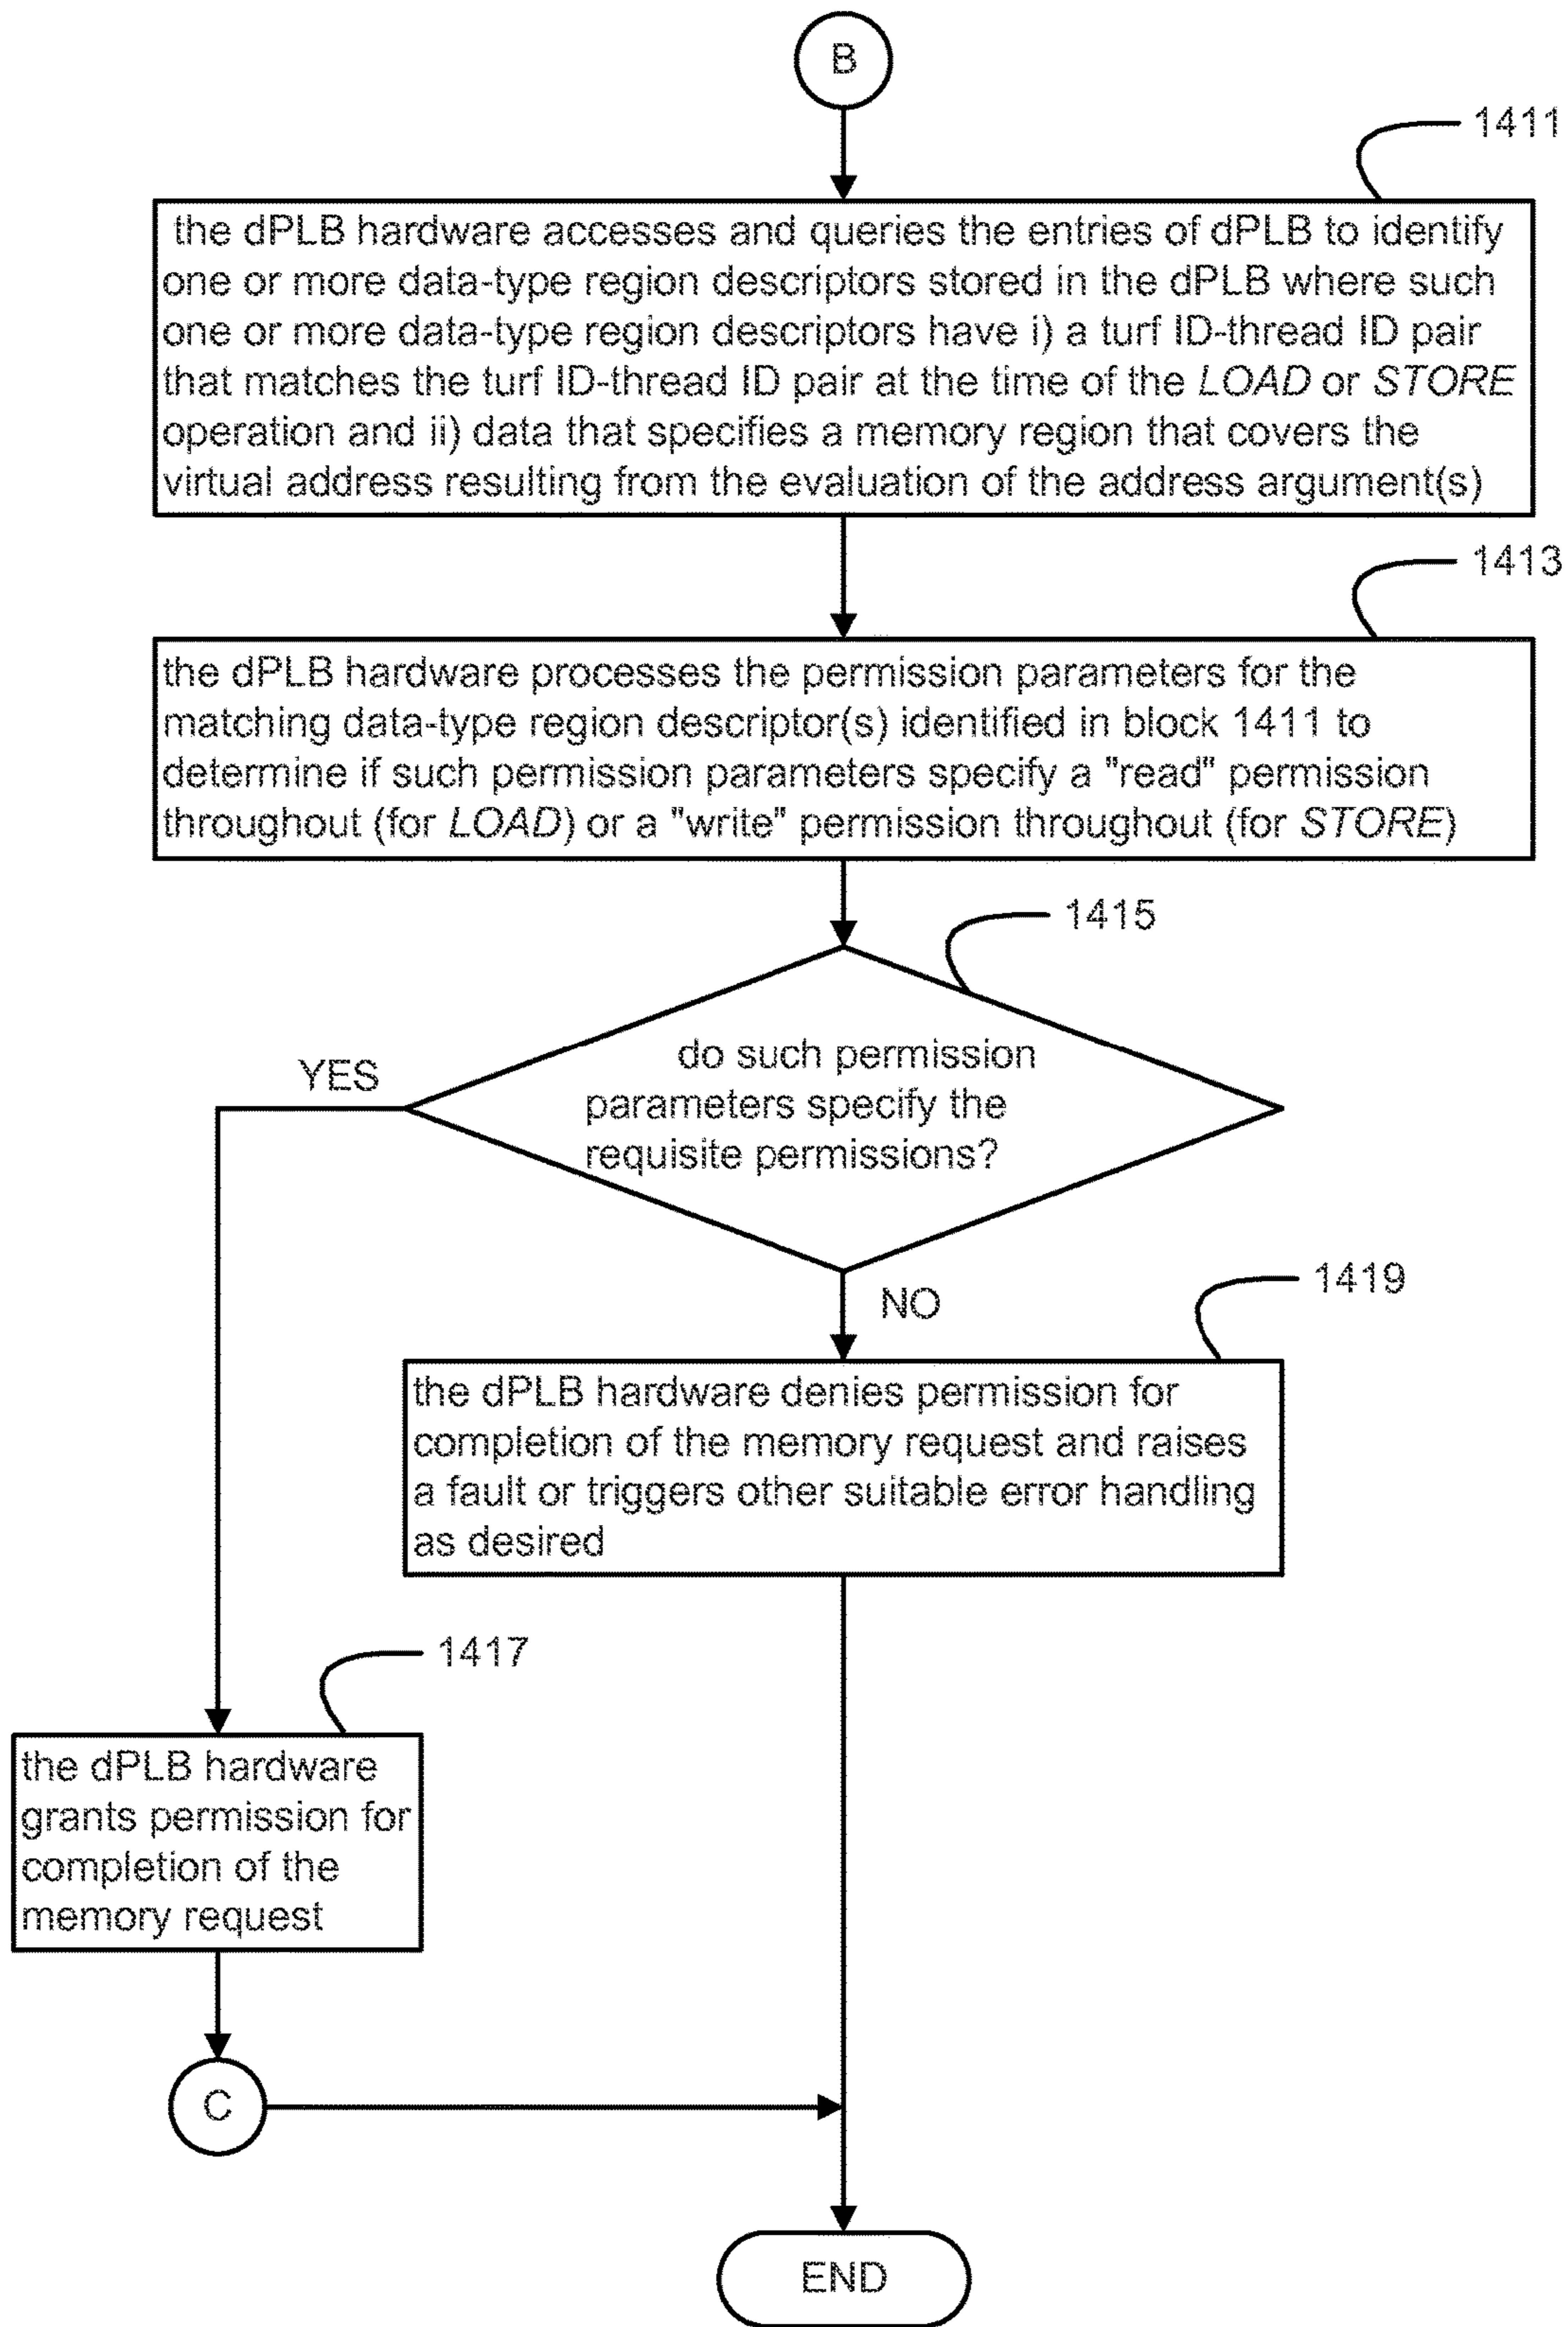 B
1411
the dPLB hardware accesses and queries the entries of dPLB to identify
one or more data-type region descriptors stored in the dPLB where such
one or more data-type region descriptors have i) a turf ID-thread ID pair
that matches the turf ID-thread ID pair at the time of the LOAD or STORE
operation and ii) data that specifies a memory region that covers the
virtual address resulting from the evaluation of the address argument(s)
1413
the dPLB hardware processes the permission parameters for the
matching data-type region descriptor(s) identified in block 1411 to
determine if such permission parameters specify a "read" permission
throughout (for LOAD) or a "write" permission throughout (for STORE)
1415
do such permission
parameters specify the
requisite permissions?
YES
NO
1419
the dPLB hardware denies permission for
completion of the memory request and raises
a fault or triggers other suitable error handling
as desired
1417
the dPLB hardware
grants permission for
completion of the
memory request
C
END